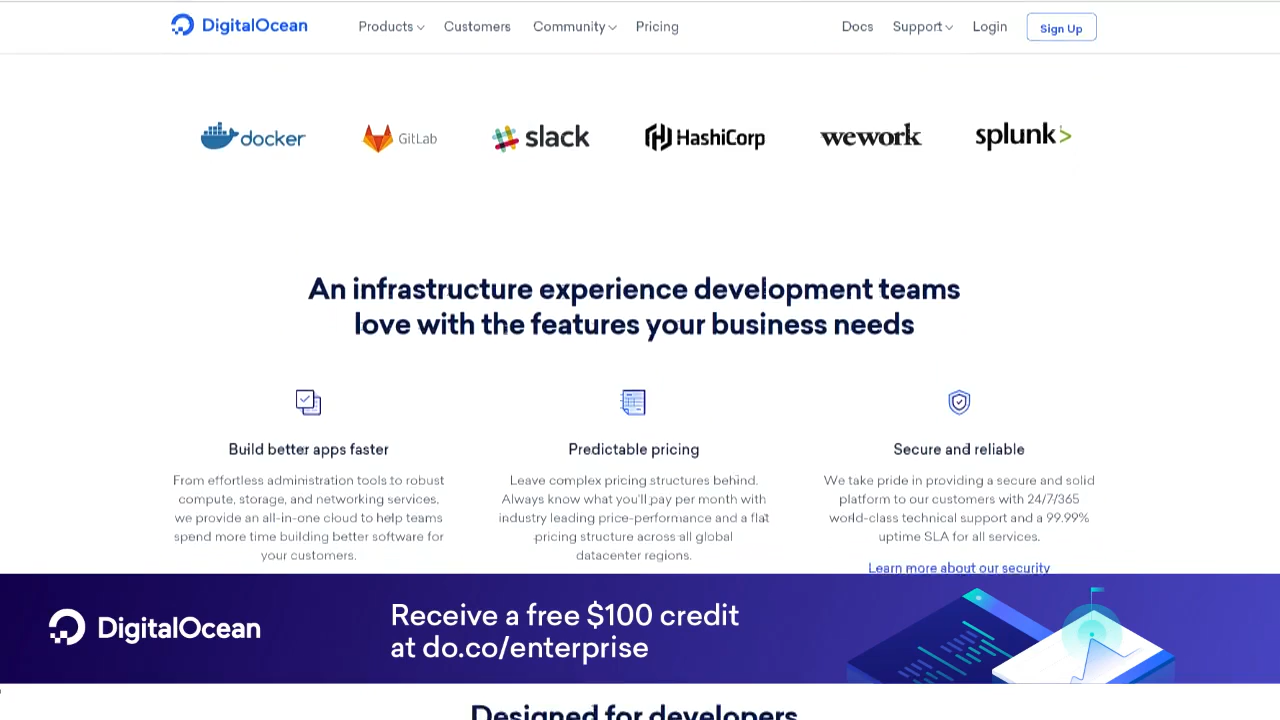 DigitalOcean
Products
Customers
Community
Pricing
Docs
Support
Login
Sign Up
docker
GitLab
slack
HashiCorp
wework
splunk>
An infrastructure experience development teams
love with the features your business needs
Build better apps faster
From effortless administration tools to robust
compute, storage, and networking services,
we provide an all-in-one cloud to help teams
spend more time building better software for
your customers.
Predictable pricing
Leave complex pricing structures behind.
Always know what you'll pay per month with
industry leading price-performance and a flat
pricing structure across all global
datacenter regions.
Secure and reliable
We take pride in providing a secure and solid
platform to our customers with 24/7/365
world-class technical support and a 99.99%
uptime SLA for all services.
Learn more about our security
DigitalOcean
Receive a free $100 credit
at do.co/enterprise
Designed for developers